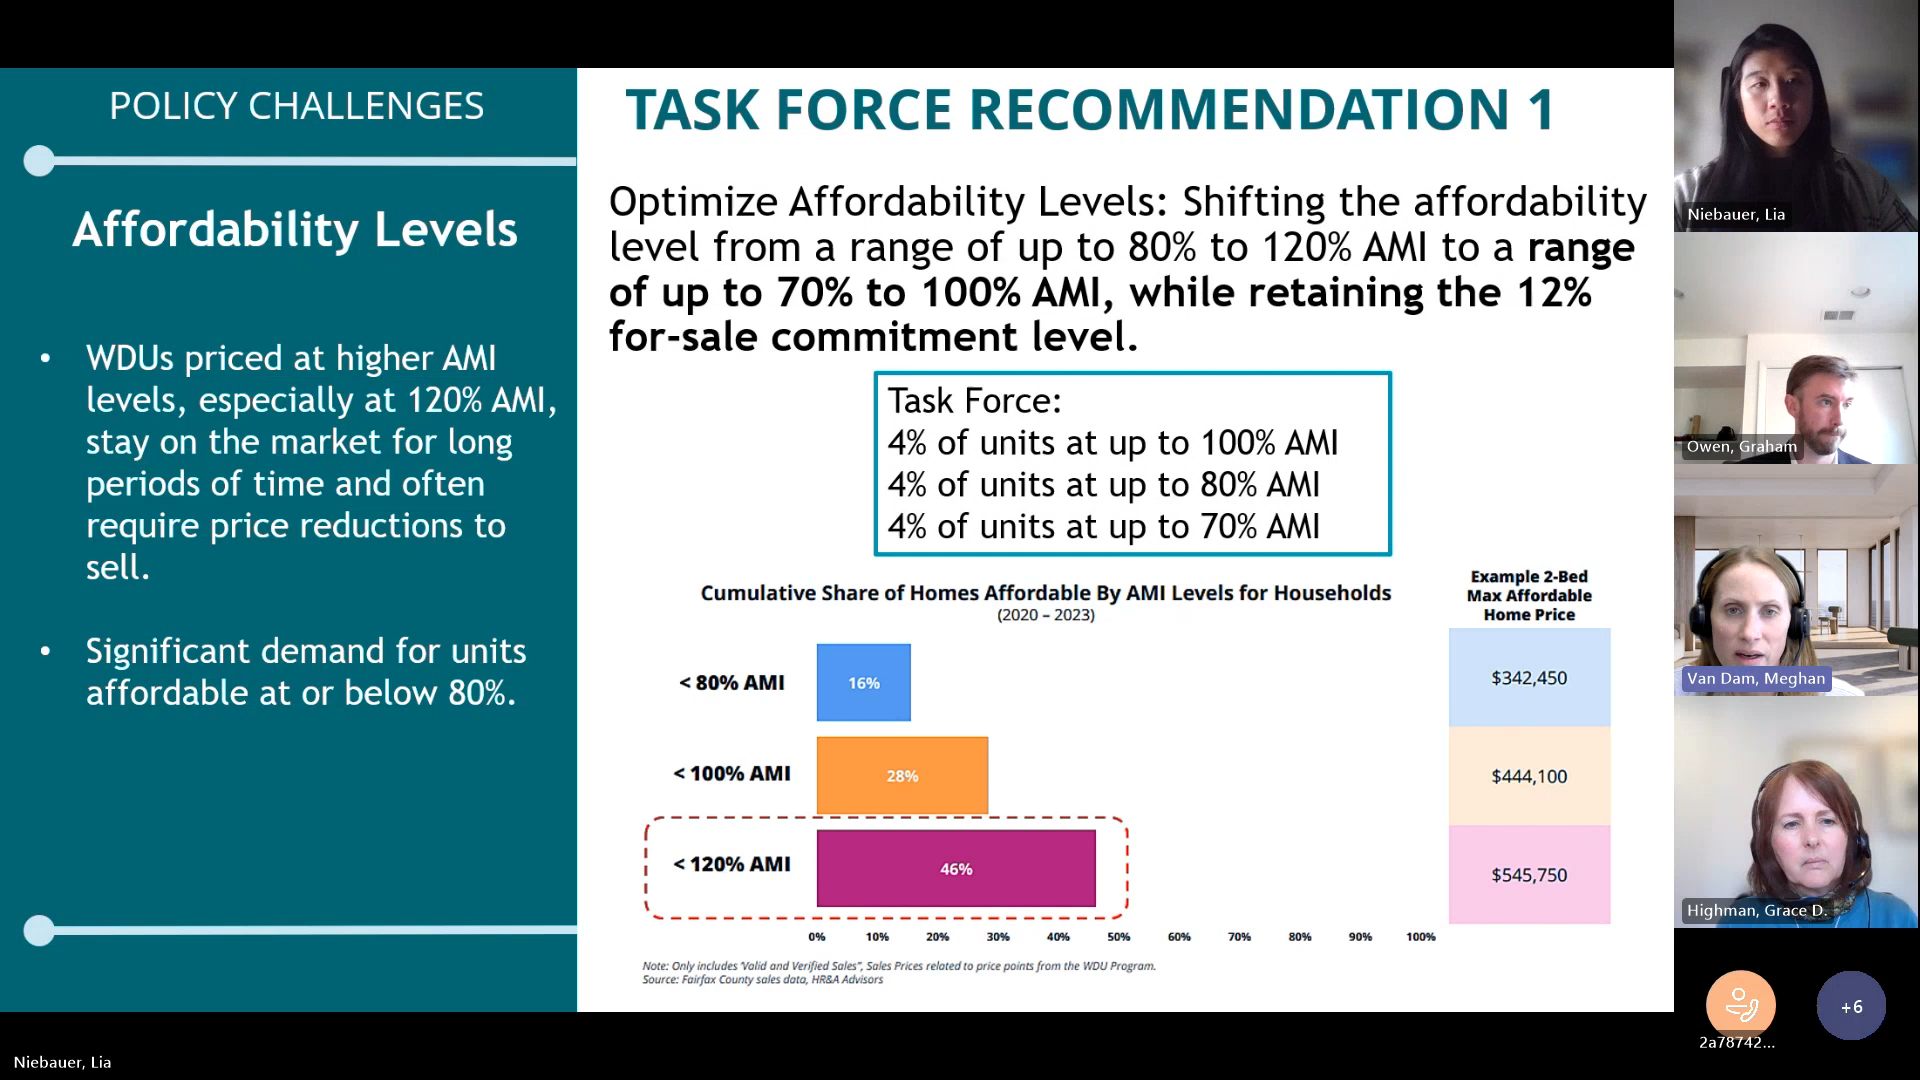 POLICY CHALLENGES
Affordability Levels
• WDUs priced at higher AMI
levels, especially at 120% AMI,
stay on the market for long
periods of time and often
require price reductions to
sell.
• Significant demand for units
affordable at or below 80%.
TASK FORCE RECOMMENDATION 1
Optimize Affordability Levels: Shifting the affordability
level from a range of up to 80% to 120% AMI to a range
of up to 70% to 100% AMI, while retaining the 12%
for-sale commitment level.
Task Force:
4% of units at up to 100% AMI
4% of units at up to 80% AMI
4% of units at up to 70% AMI
Cumulative Share of Homes Affordable By AMI Levels for Households
(2020 – 2023)
< 80% AMI 16%
< 100% AMI 28%
< 120% AMI 46%
0% 10% 20% 30% 40% 50% 60% 70% 80% 90% 100%
Example 2-Bed
Max Affordable
Home Price
$342,450
$444,100
$545,750
Note: Only includes "Valid and Verified Sales", Sales Prices related to price points from the WDU Program.
Source: Fairfax County sales data, HR&A Advisors
Niebauer, Lia
Owen, Graham
Van Dam, Meghan
Highman, Grace D.
2a78742...
+6
Niebauer, Lia